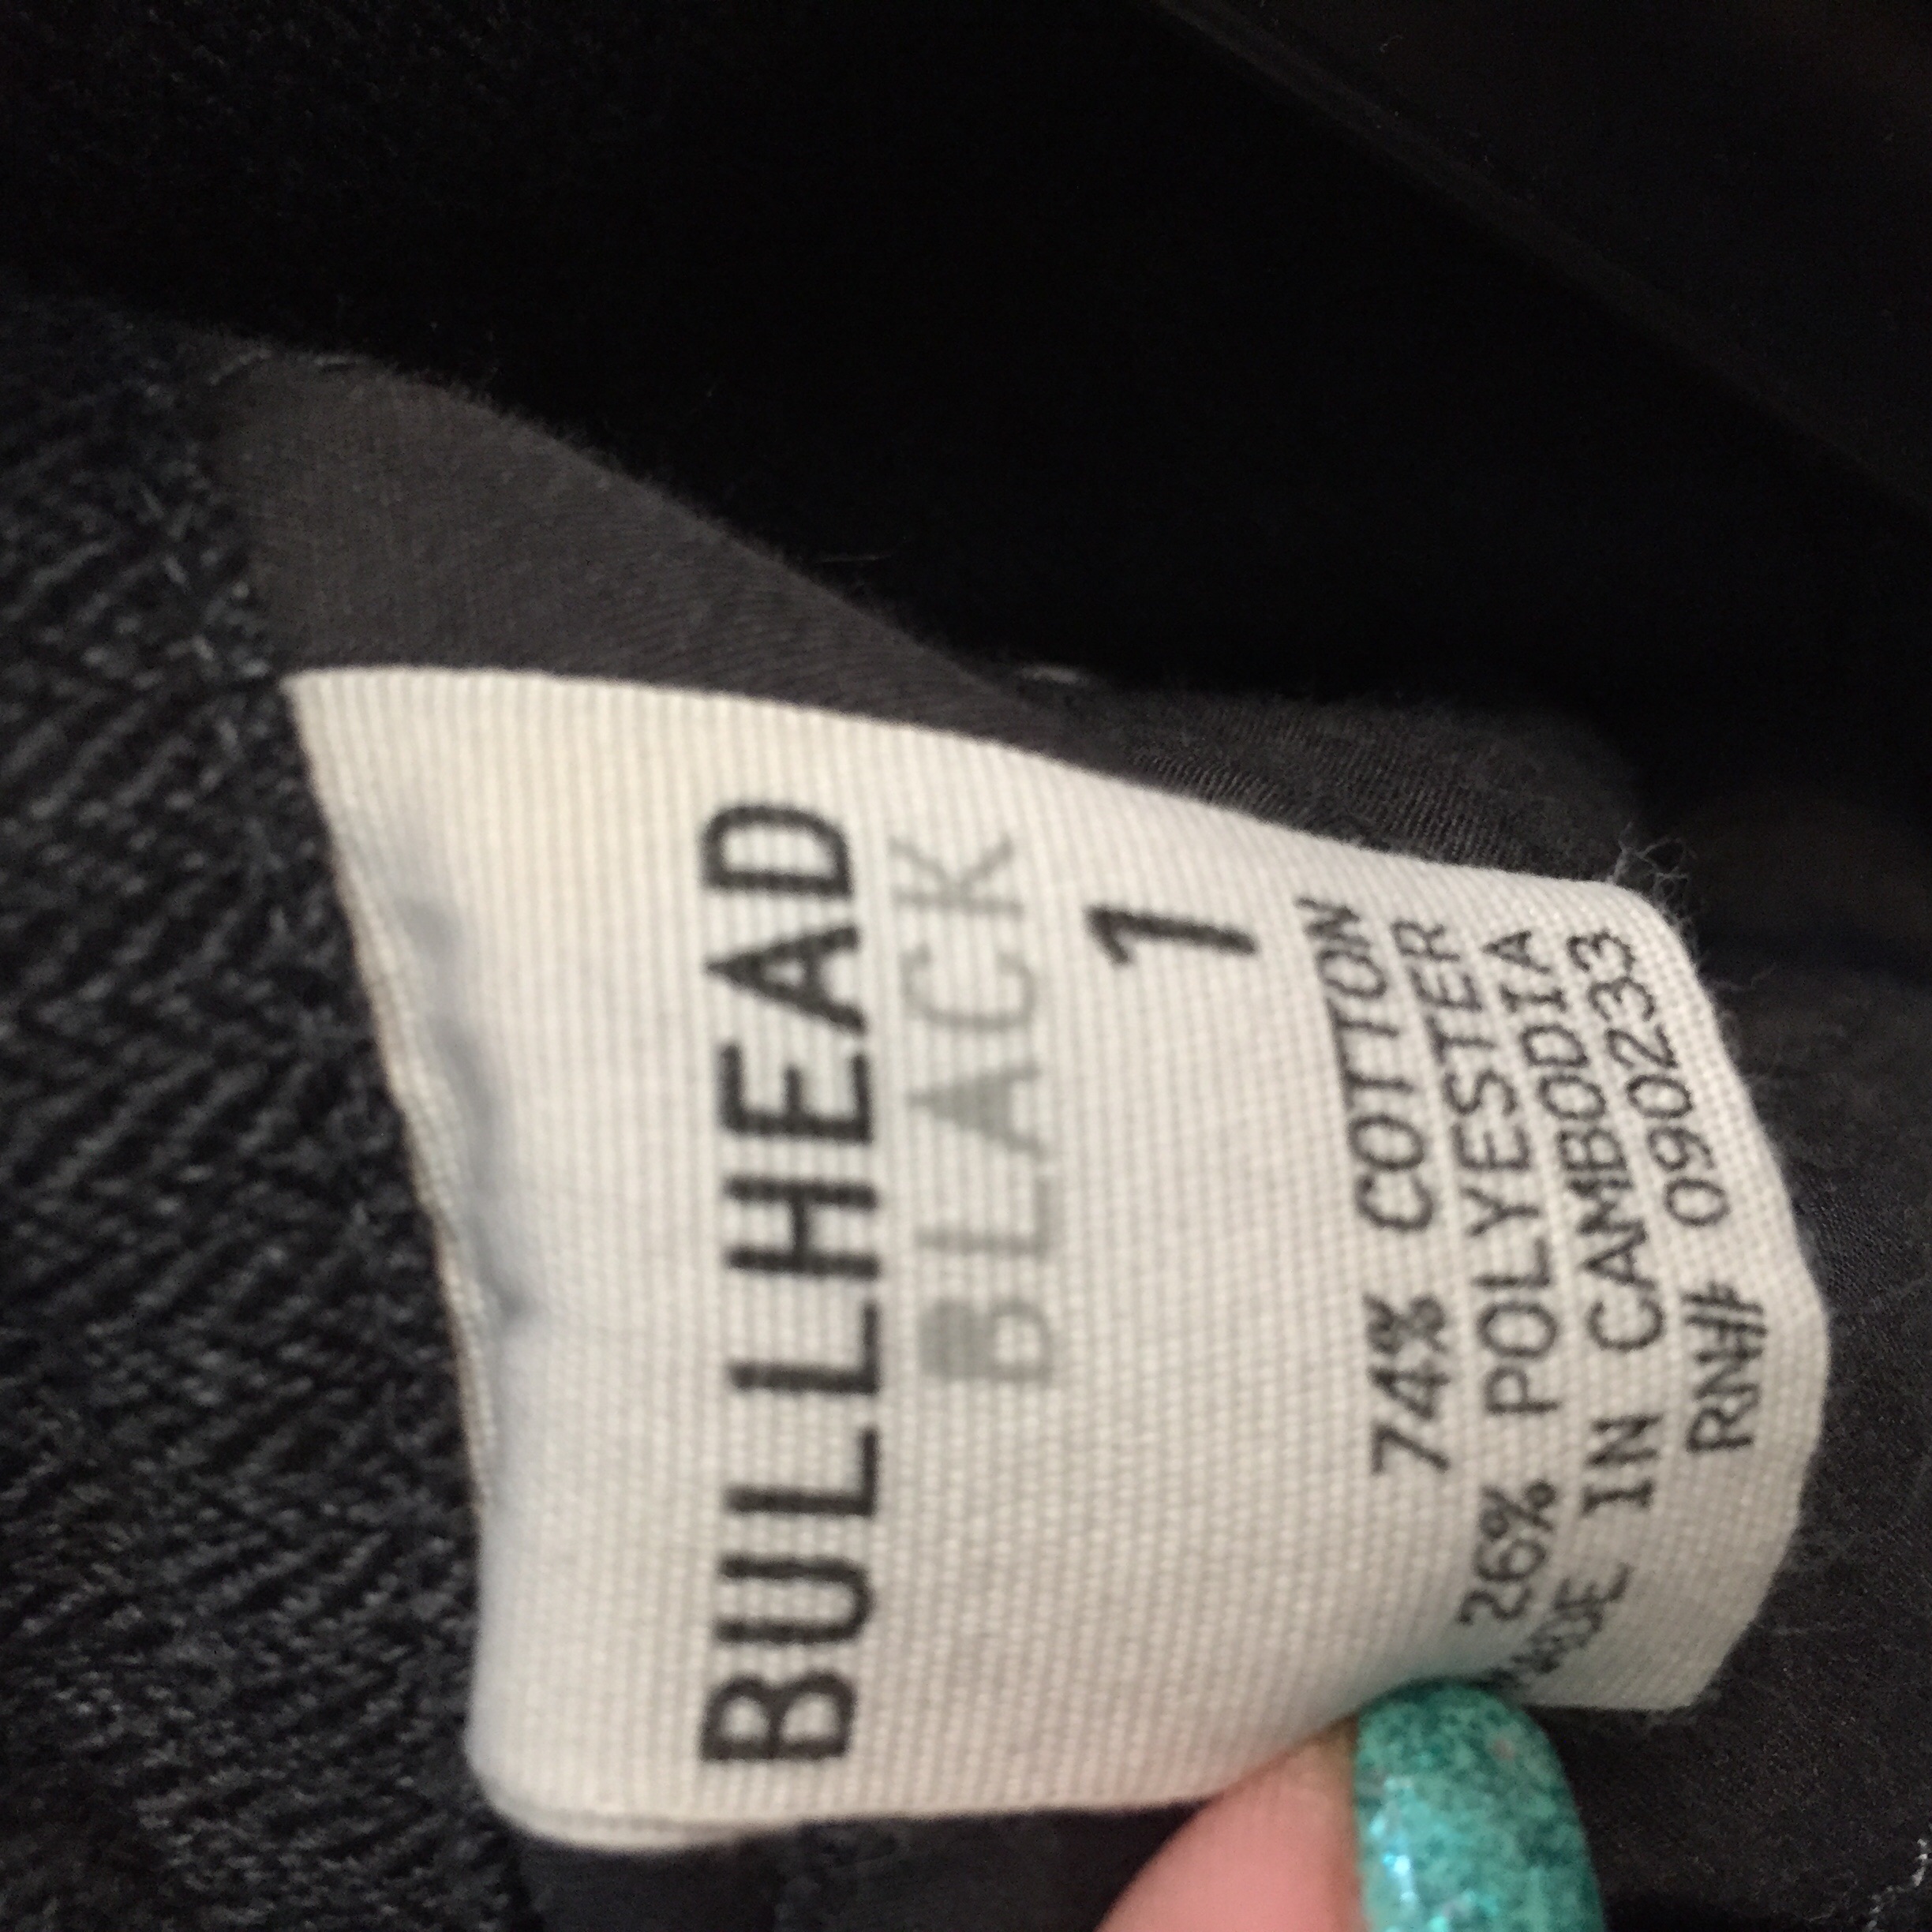 BULLHEAD
BLACK
1
74% COTTON
26% POLYESTER
MADE IN CAMBODIA
RN# 090233